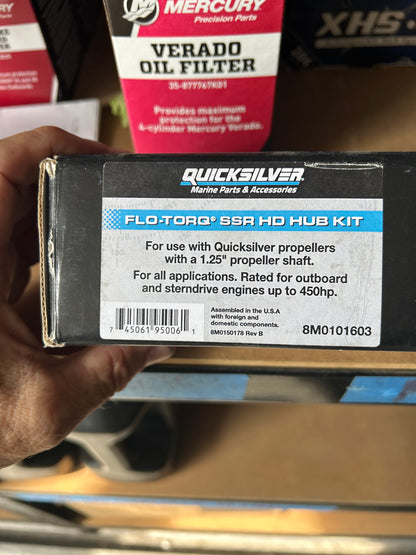 MERCURY
MERCURY
Precision Parts
VERADO
OIL FILTER
35-877767K01
Provides maximum
protection for the
4-cylinder Mercury Verado.
XHS
QUICKSILVER
Marine Parts & Accessories
FLO-TORQ® SSR HD HUB KIT
For use with Quicksilver propellers
with a 1.25" propeller shaft.
For all applications. Rated for outboard
and sterndrive engines up to 450hp.
7 45061 95006 1
Assembled in the U.S.A
with foreign and
domestic components.
8M0150178 Rev B
8M0101603